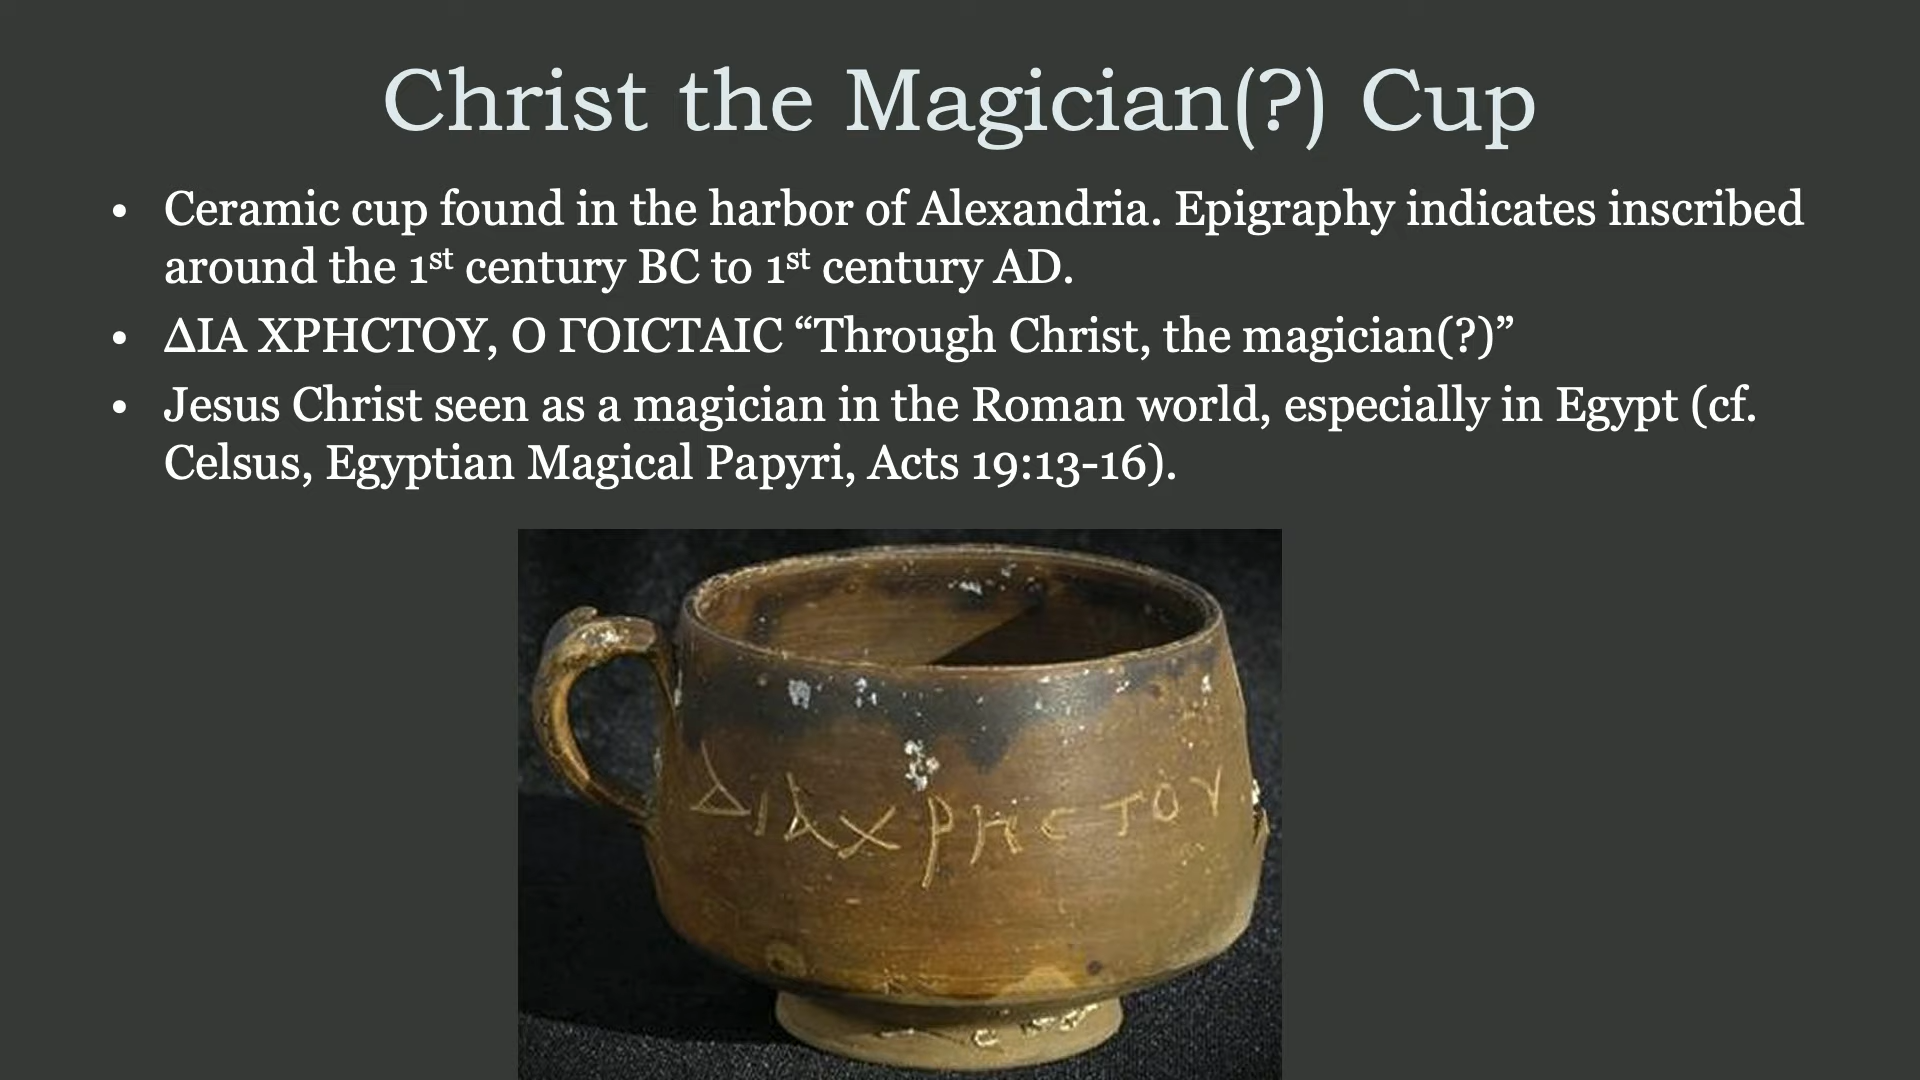 Christ the Magician(?) Cup
• Ceramic cup found in the harbor of Alexandria. Epigraphy indicates inscribed
around the 1st century BC to 1st century AD.
• ΔΙΑ ΧΡΗCΤΟΥ, Ο ΓΟΙCΤΑΙC “Through Christ, the magician(?)”
• Jesus Christ seen as a magician in the Roman world, especially in Egypt (cf.
Celsus, Egyptian Magical Papyri, Acts 19:13-16).
ΔΙΑΧΡΗCΤΟΥ